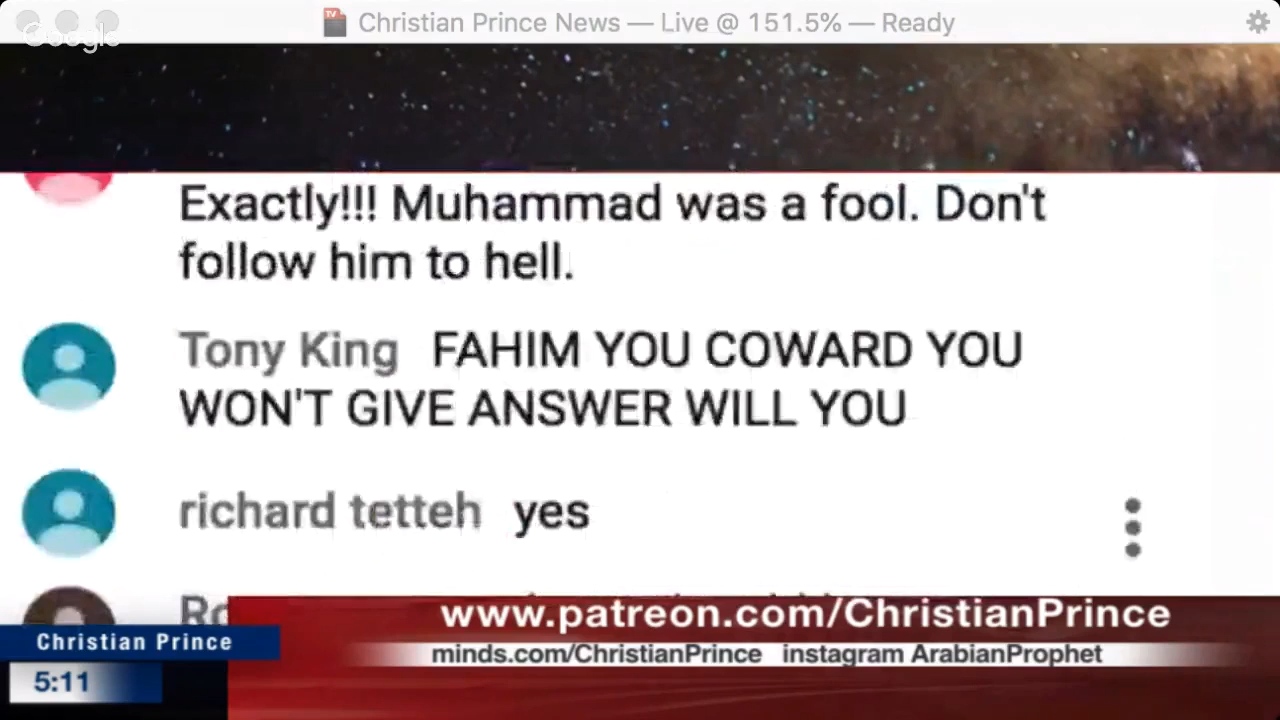 Christian Prince News — Live @ 151.5% — Ready
Google
TV
Exactly!!! Muhammad was a fool. Don't
follow him to hell.
Tony King FAHIM YOU COWARD YOU
WON'T GIVE ANSWER WILL YOU
richard tetteh yes
www.patreon.com/ChristianPrince
Christian Prince
minds.com/ChristianPrince instagram ArabianProphet
5:11